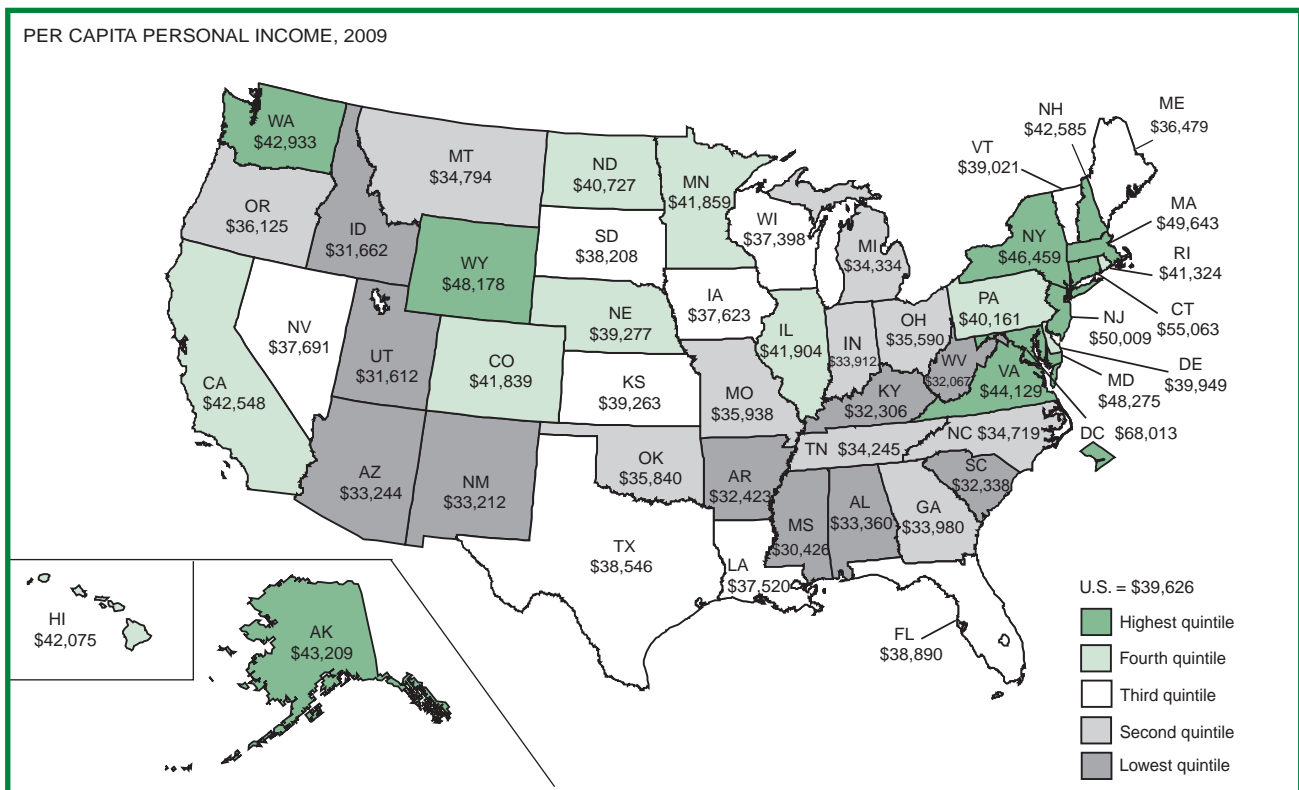 PER CAPITA PERSONAL INCOME, 2009
WA
$42,933
MT
$34,794
ND
$40,727
MN
$41,859
VT
$39,021
NH
$42,585
ME
$36,479
OR
$36,125
ID
$31,662
WY
$48,178
SD
$38,208
WI
$37,398
MI
$34,334
NY
$46,459
MA
$49,643
RI
$41,324
CT
$55,063
NJ
$50,009
DE
$39,949
MD
$48,275
DC $68,013
NV
$37,691
UT
$31,612
CO
$41,839
NE
$39,277
IA
$37,623
IL
$41,904
IN
$33,912
OH
$35,590
PA
$40,161
WV
$32,067
VA
$44,129
CA
$42,548
KS
$39,263
MO
$35,938
KY
$32,306
TN $34,245
NC $34,719
SC
$32,338
AZ
$33,244
NM
$33,212
OK
$35,840
AR
$32,423
MS
$30,426
AL
$33,360
GA
$33,980
TX
$38,546
LA
$37,520
FL
$38,890
HI
$42,075
AK
$43,209
U.S. = $39,626
Highest quintile
Fourth quintile
Third quintile
Second quintile
Lowest quintile